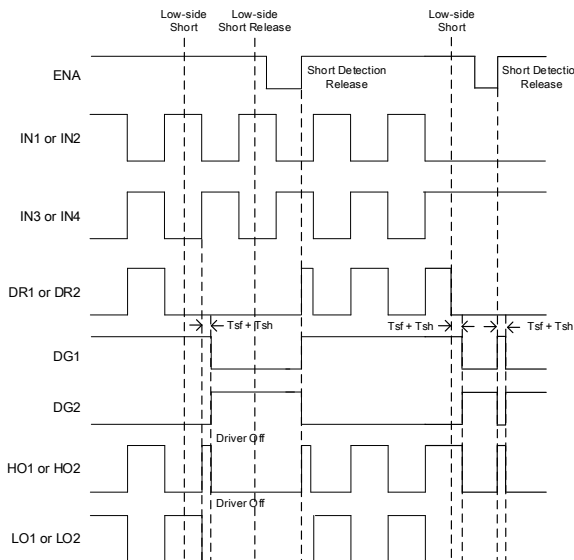 Low-side
Short
Low-side
Short Release
Low-side
Short
ENA
Short Detection
Release
Short Detectio
Release
IN1 or IN2
IN3 or IN4
DR1 or DR2
Tsf + Tsh
Tsf + Tsh
Tsf + Tsh
DG1
DG2
Driver Off
HO1 or HO2
Driver Off
LO1 or LO2